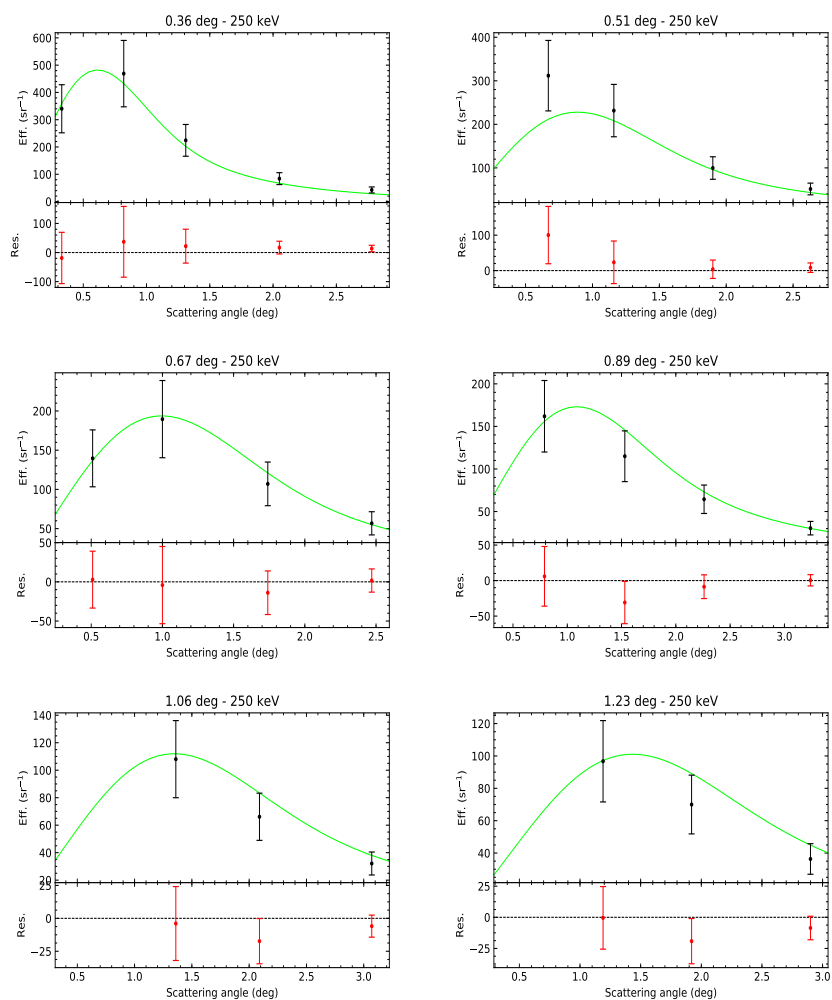 0.36 deg - 250 keV
600
500
400
300
200
100
0
Eff. (sr⁻¹)
100
0
−100
Res.
0.5 1.0 1.5 2.0 2.5
Scattering angle (deg)
0.51 deg - 250 keV
400
300
200
100
Eff. (sr⁻¹)
100
0
Res.
0.5 1.0 1.5 2.0 2.5
Scattering angle (deg)
0.67 deg - 250 keV
200
150
100
50
Eff. (sr⁻¹)
50
0
−50
Res.
0.5 1.0 1.5 2.0 2.5
Scattering angle (deg)
0.89 deg - 250 keV
200
150
100
50
Eff. (sr⁻¹)
50
0
−50
Res.
0.5 1.0 1.5 2.0 2.5 3.0
Scattering angle (deg)
1.06 deg - 250 keV
140
120
100
80
60
40
20
Eff. (sr⁻¹)
25
0
−25
Res.
0.5 1.0 1.5 2.0 2.5 3.0
Scattering angle (deg)
1.23 deg - 250 keV
120
100
80
60
40
Eff. (sr⁻¹)
25
0
−25
Res.
0.5 1.0 1.5 2.0 2.5 3.0
Scattering angle (deg)